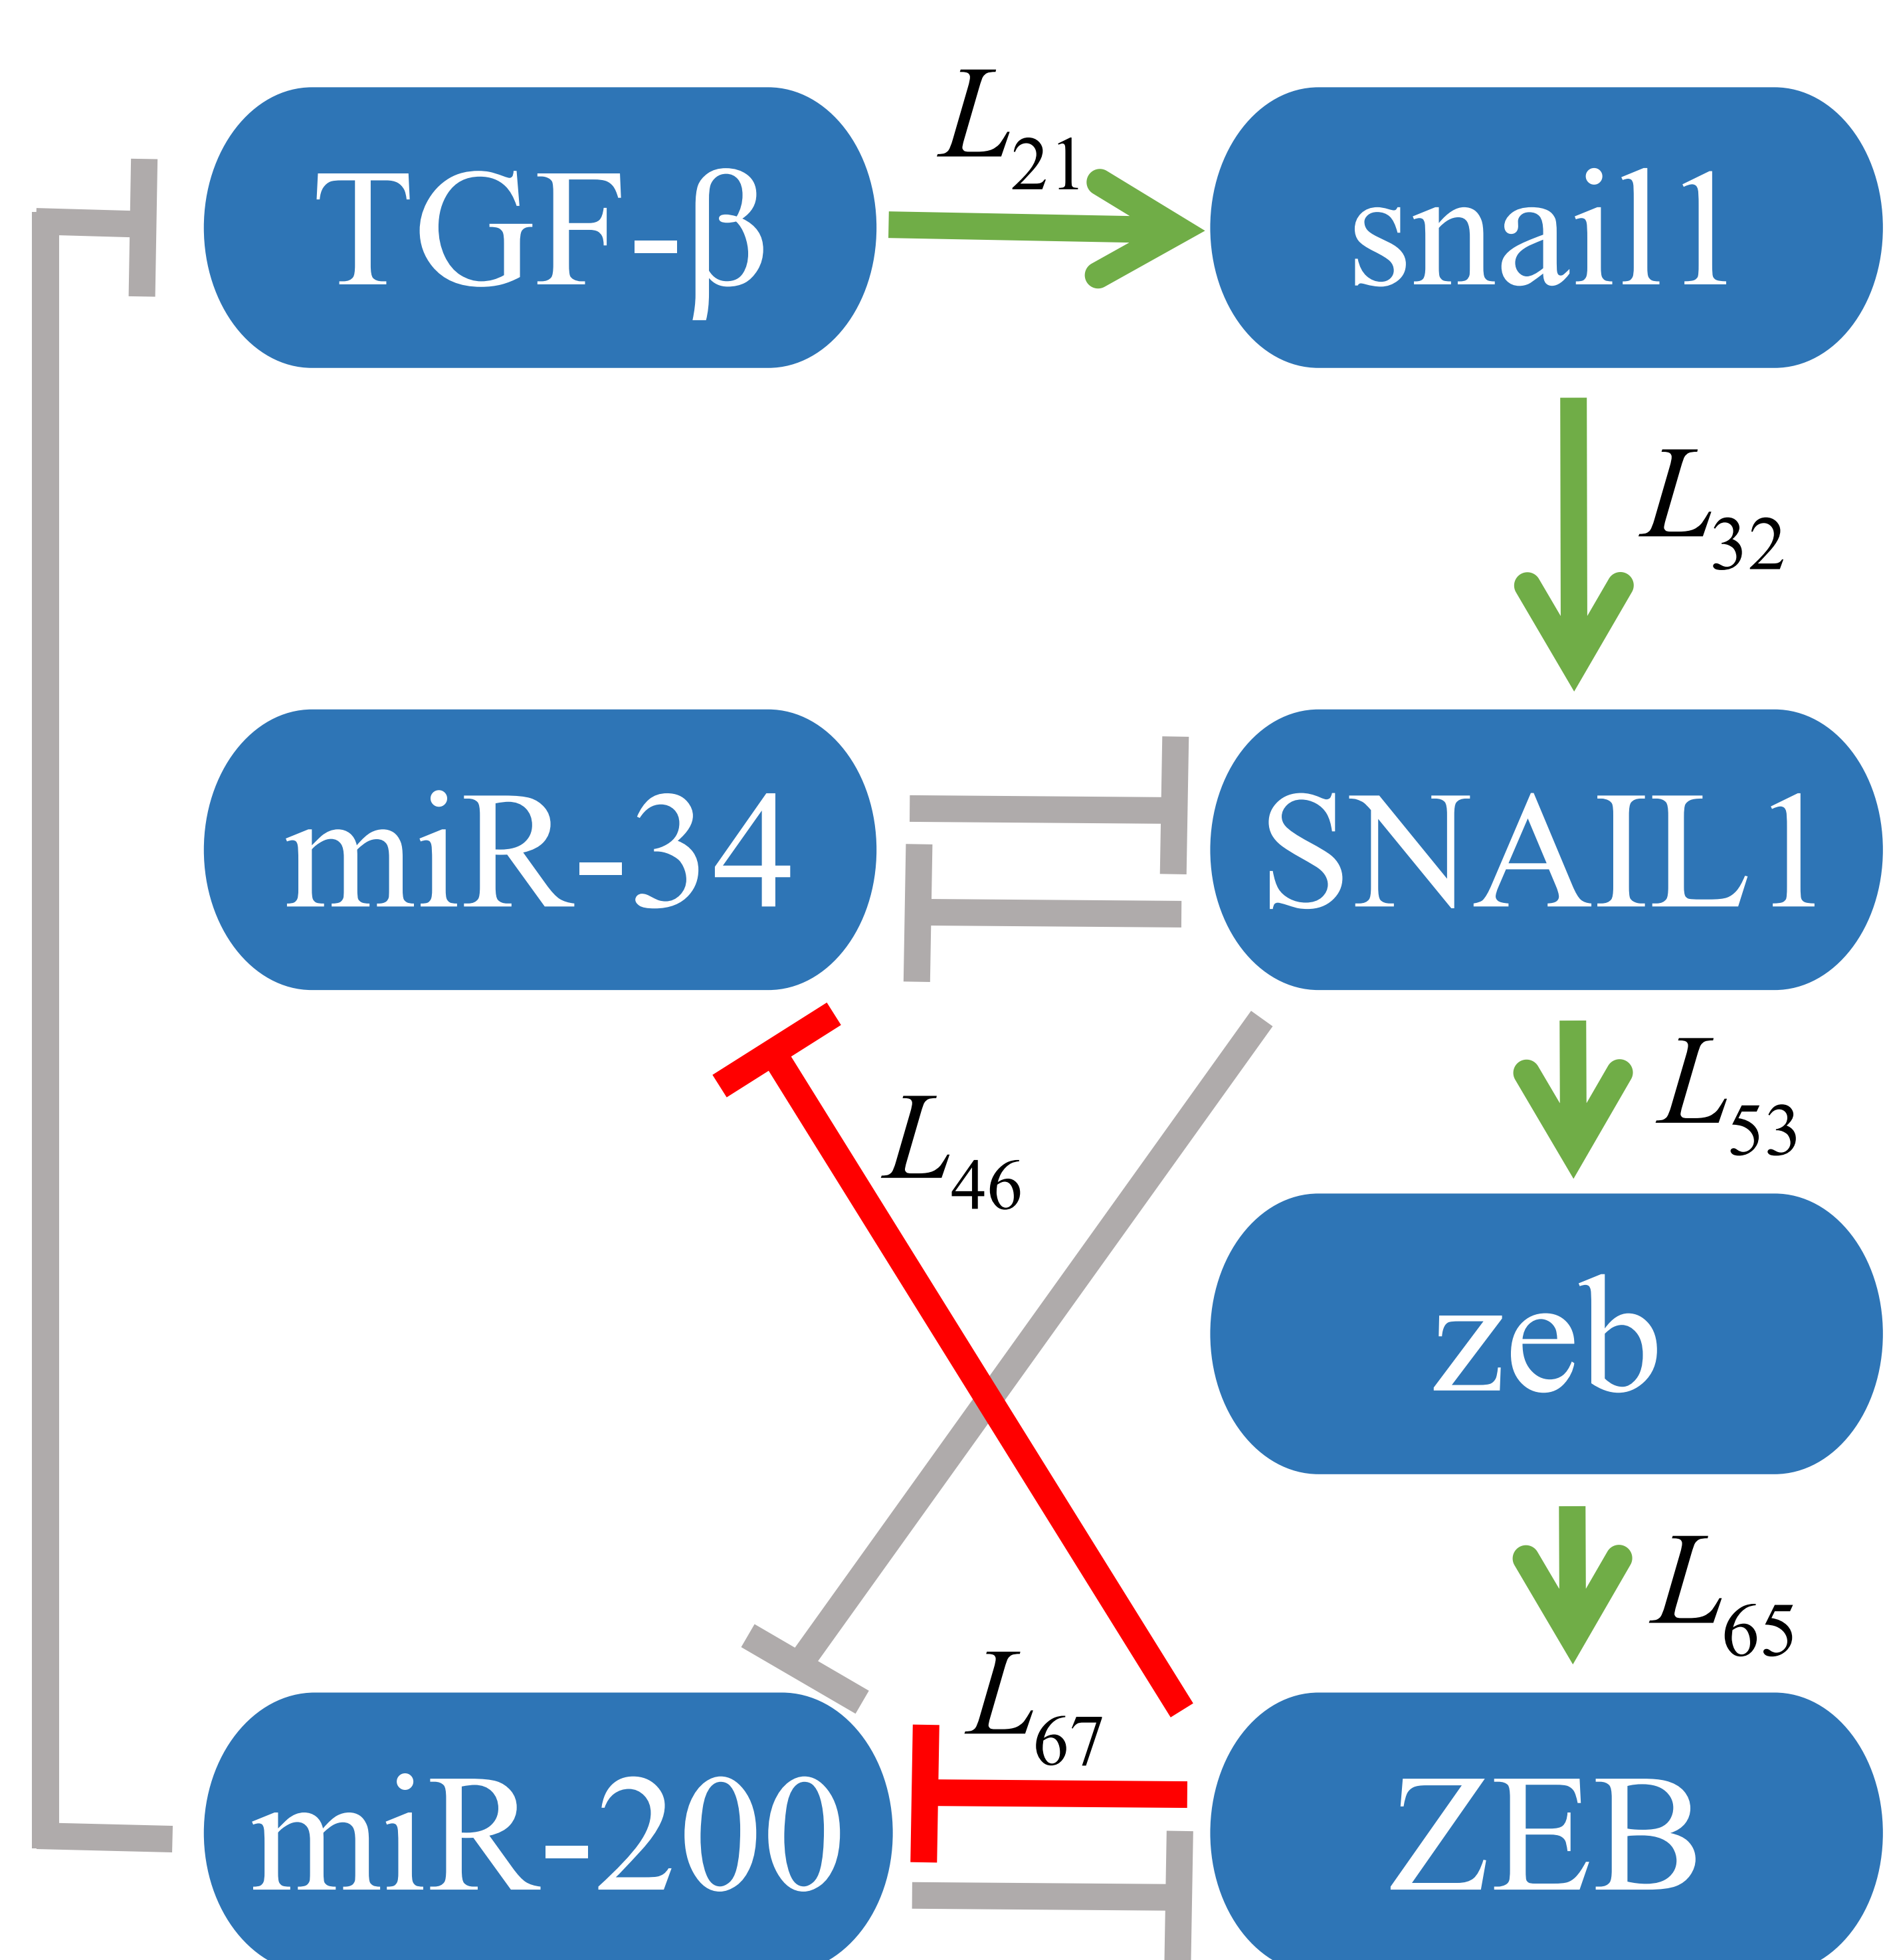 L21
TGF-β
snail1
L32
miR-34
SNAIL1
L53
L46
zeb
L65
L67
miR-200
ZEB